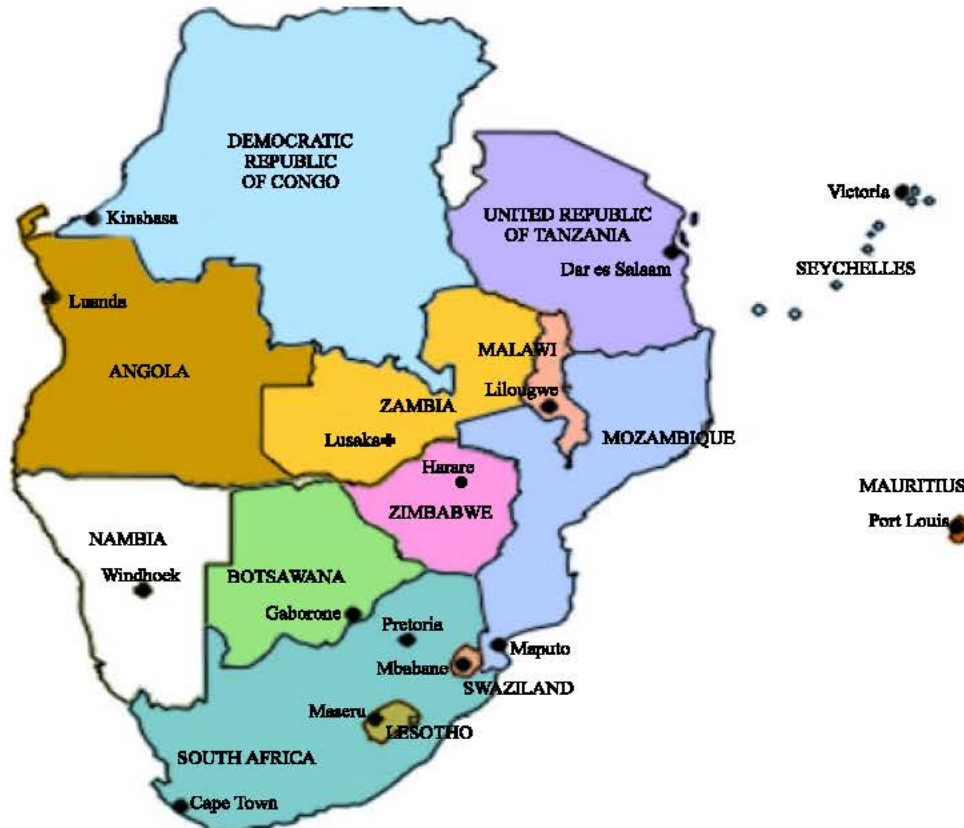 DEMOCRATIC
REPUBLIC
OF CONGO
Kinshasa
UNITED REPUBLIC
OF TANZANIA
Dar es Salaam
Victoria
SEYCHELLES
Luanda
ANGOLA
MALAWI
Lilougwe
ZAMBIA
Lusaka
MOZAMBIQUE
Harare
ZIMBABWE
MAURITIUS
Port Louis
NAMBIA
Windhoek
BOTSAWANA
Gaborone
Pretoria
Maputo
Mbabane
SWAZILAND
Maseru
LESOTHO
SOUTH AFRICA
Cape Town